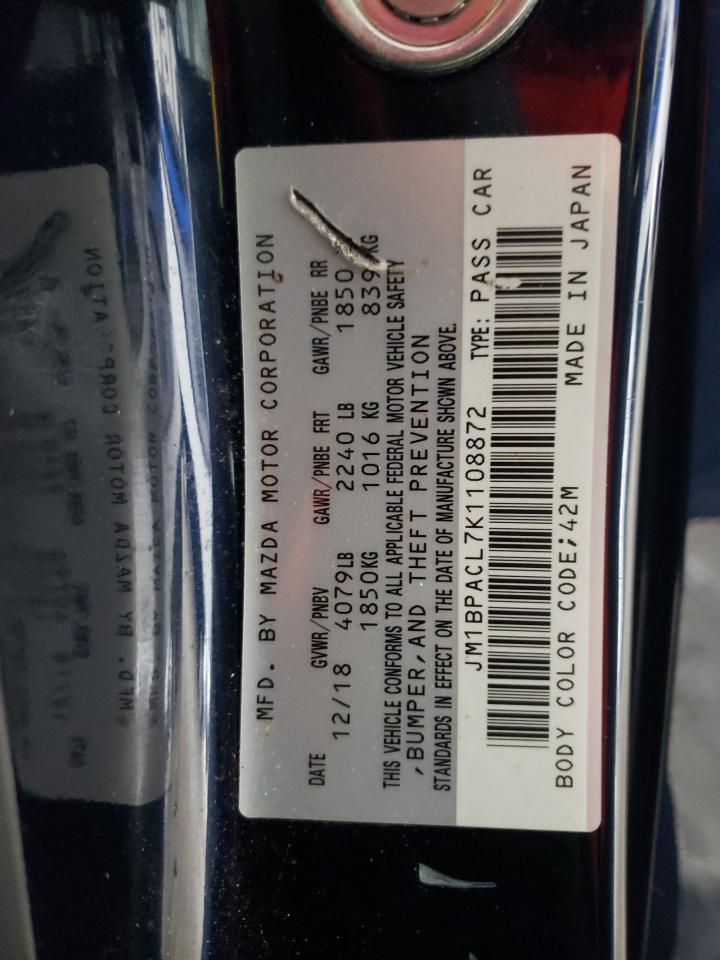 MFD. BY MAZDA MOTOR CORPORATION
DATE GVWR/PNBV GAWR/PNBE FRT GAWR/PNBE RR
12/18 4079LB 2240 LB 1850
1850KG 1016 KG 839 KG
THIS VEHICLE CONFORMS TO ALL APPLICABLE FEDERAL MOTOR VEHICLE SAFETY
,BUMPER,AND THEFT PREVENTION
STANDARDS IN EFFECT ON THE DATE OF MANUFACTURE SHOWN ABOVE.
JM1BPACL7K1108872 TYPE: PASS CAR
BODY COLOR CODE;42M MADE IN JAPAN